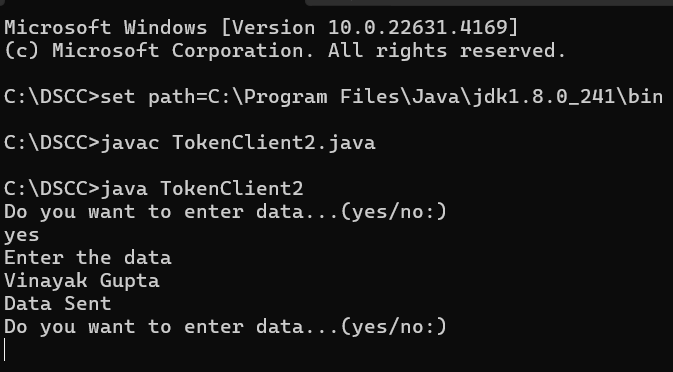 Microsoft Windows [Version 10.0.22631.4169]
(c) Microsoft Corporation. All rights reserved.
C:\DSCC>set path=C:\Program Files\Java\jdk1.8.0_241\bin
C:\DSCC>javac TokenClient2.java
C:\DSCC>java TokenClient2
Do you want to enter data...(yes/no:)
yes
Enter the data
Vinayak Gupta
Data Sent
Do you want to enter data...(yes/no:)